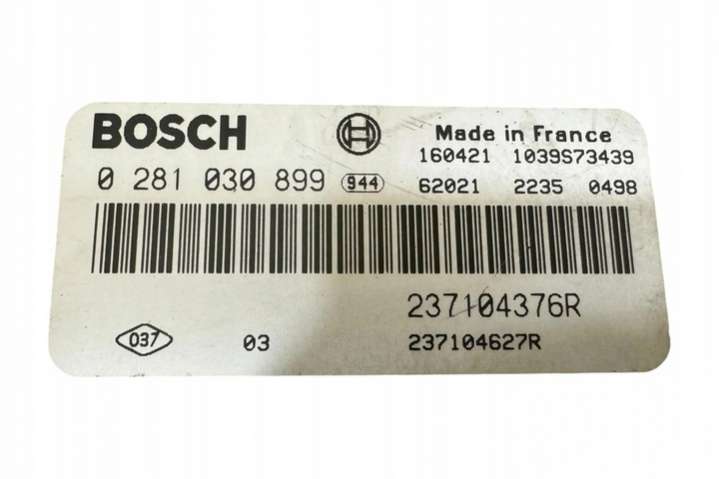 BOSCH
Made in France
160421 1039S73439
0 281 030 899 944
62021 2235 0498
237104376R
037 03 237104627R